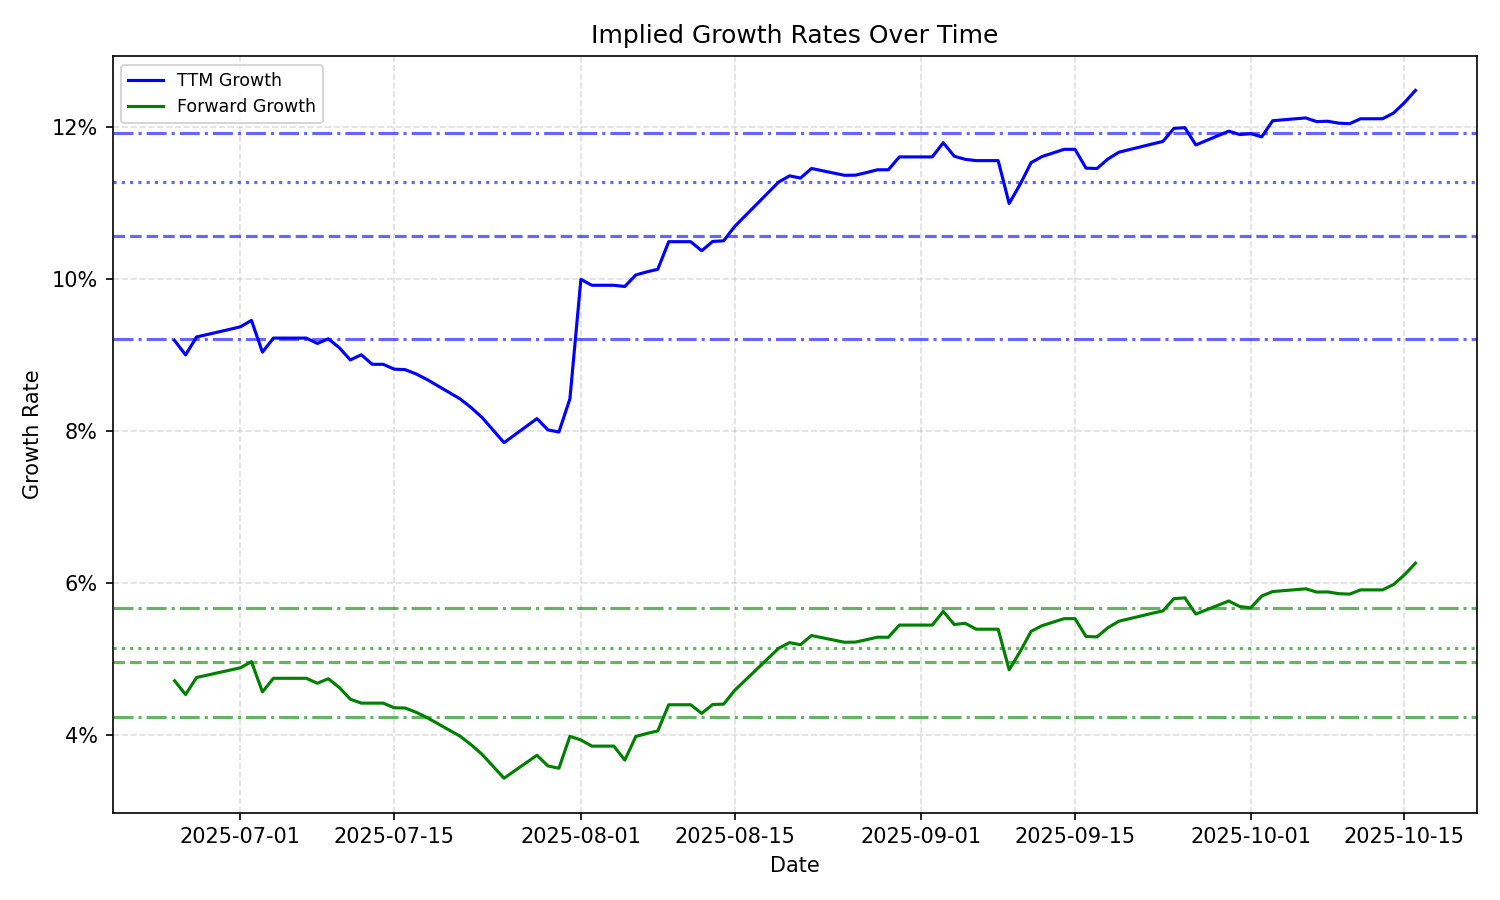 Implied Growth Rates Over Time
TTM Growth
Forward Growth
12%
10%
8%
6%
4%
Growth Rate
2025-07-01
2025-07-15
2025-08-01
2025-08-15
2025-09-01
2025-09-15
2025-10-01
2025-10-15
Date